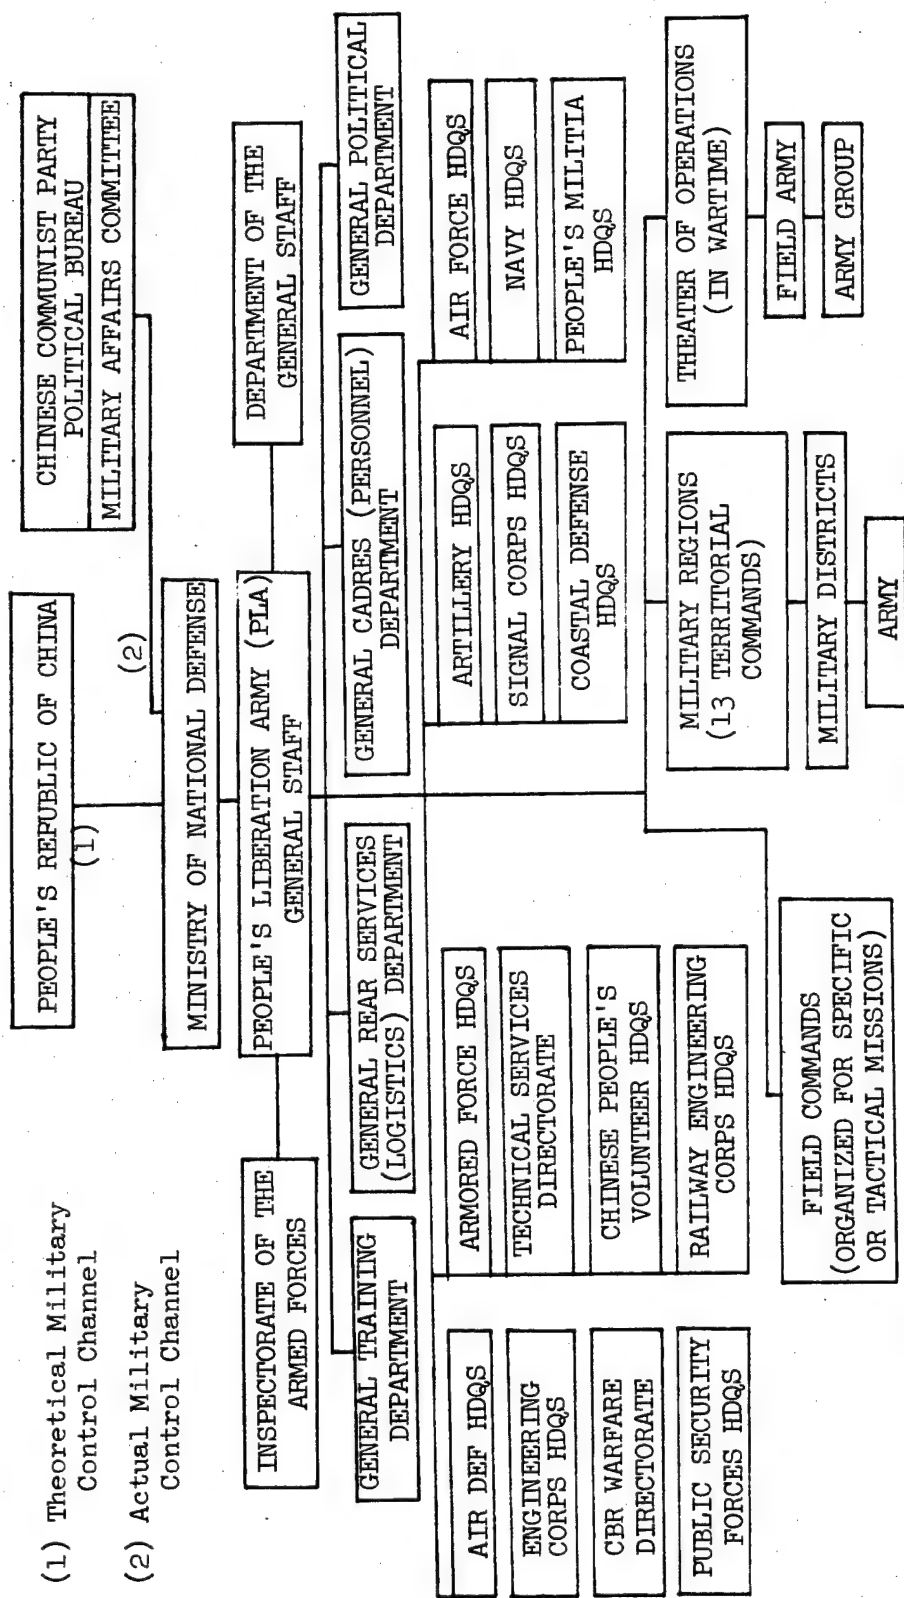 (1) Theoretical Military
Control Channel
(2) Actual Military
Control Channel
PEOPLE'S REPUBLIC OF CHINA
(1)
CHINESE COMMUNIST PARTY
POLITICAL BUREAU
MILITARY AFFAIRS COMMITTEE
(2)
MINISTRY OF NATIONAL DEFENSE
INSPECTORATE OF THE
ARMED FORCES
PEOPLE'S LIBERATION ARMY (PLA)
GENERAL STAFF
DEPARTMENT OF THE
GENERAL STAFF
GENERAL TRAINING
DEPARTMENT
GENERAL REAR SERVICES
(LOGISTICS) DEPARTMENT
GENERAL CADRES (PERSONNEL)
DEPARTMENT
GENERAL POLITICAL
DEPARTMENT
AIR DEF HDQS
ENGINEERING
CORPS HDQS
CBR WARFARE
DIRECTORATE
PUBLIC SECURITY
FORCES HDQS
ARMORED FORCE HDQS
TECHNICAL SERVICES
DIRECTORATE
CHINESE PEOPLE'S
VOLUNTEER HDQS
RAILWAY ENGINEERING
CORPS HDQS
ARTILLERY HDQS
SIGNAL CORPS HDQS
COASTAL DEFENSE
HDQS
AIR FORCE HDQS
NAVY HDQS
PEOPLE'S MILITIA
HDQS
FIELD COMMANDS
(ORGANIZED FOR SPECIFIC
OR TACTICAL MISSIONS)
MILITARY REGIONS
(13 TERRITORIAL
COMMANDS)
MILITARY DISTRICTS
ARMY
THEATER OF OPERATIONS
(IN WARTIME)
FIELD ARMY
ARMY GROUP